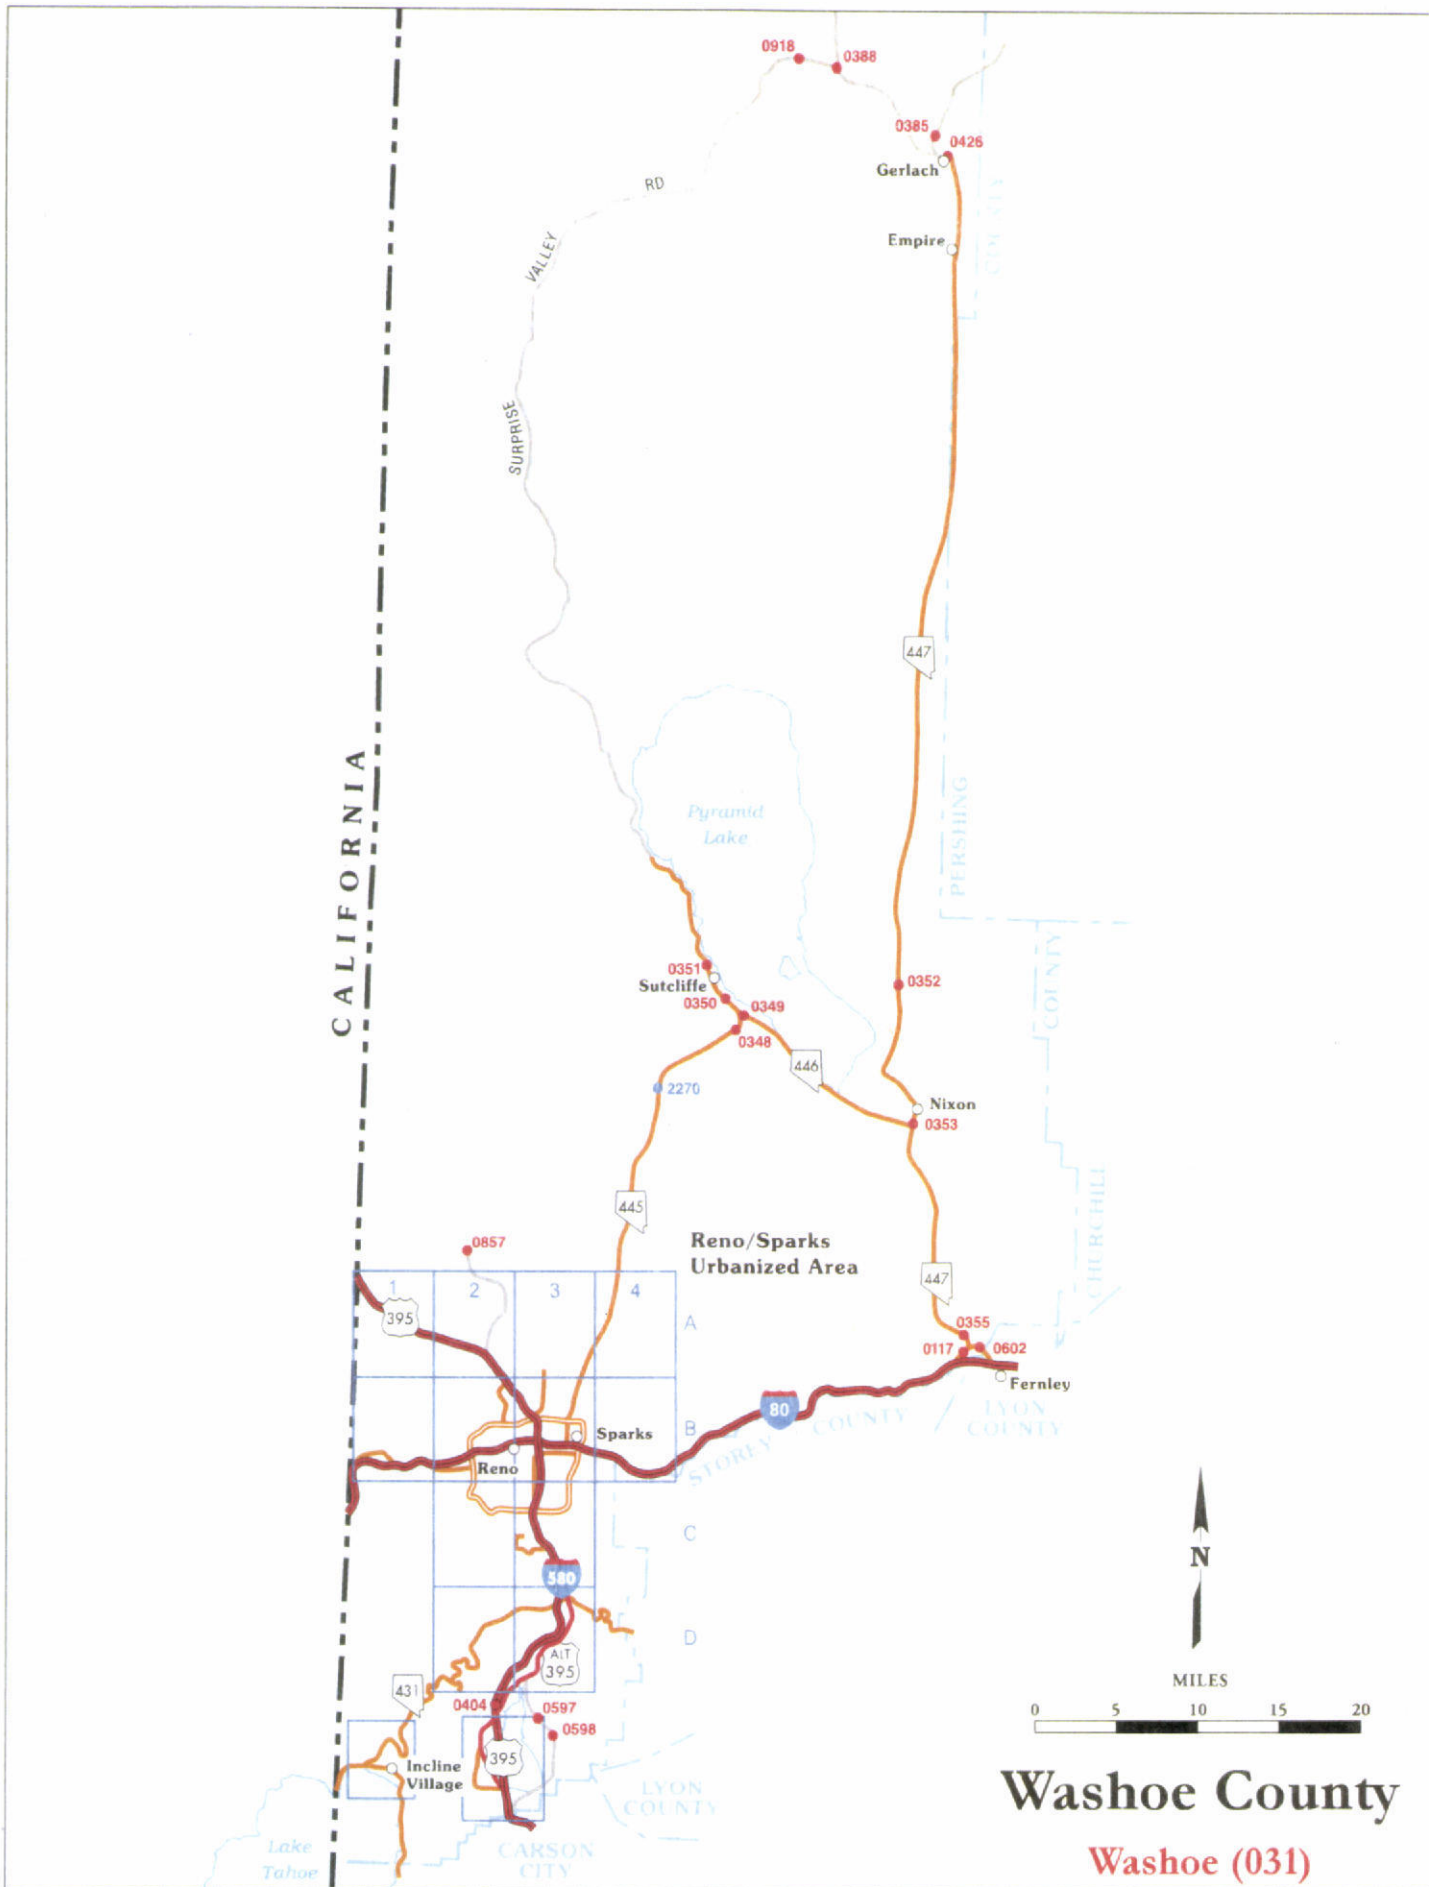 0918
0388
0385
0426
Gerlach
RD
COUNTY
Empire
VALLEY
SURPRISE
447
CALIFORNIA
Pyramid
Lake
PERSHING
0351
Sutcliffe
0350
0349
0348
0352
COUNTY
446
2270
Nixon
0353
445
CHURCHILL
0857
Reno/Sparks
Urbanized Area
447
1
2
3
4
395
A
0355
0117
0602
Fernley
80
LYON
COUNTY
STOREY COUNTY
B
Sparks
Reno
C
580
N
D
ALT
395
431
MILES
0404
0597
0598
0 5 10 15 20
395
Incline
Village
LYON
COUNTY
Washoe County
Lake
Tahoe
CARSON
CITY
Washoe (031)